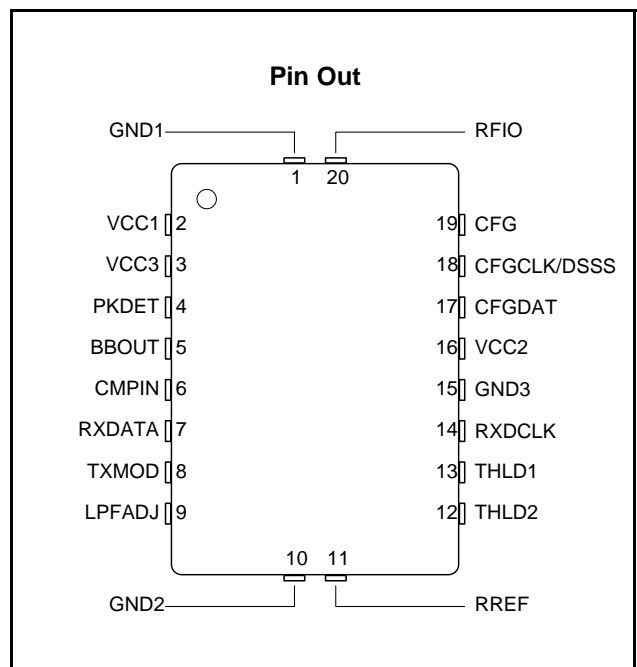 Pin Out
GND1 RFIO
1 20
VCC1 2 19 CFG
VCC3 3 18 CFGCLK/DSSS
PKDET 4 17 CFGDAT
BBOUT 5 16 VCC2
CMPIN 6 15 GND3
RXDATA 7 14 RXDCLK
TXMOD 8 13 THLD1
LPFADJ 9 12 THLD2
10 11
GND2 RREF